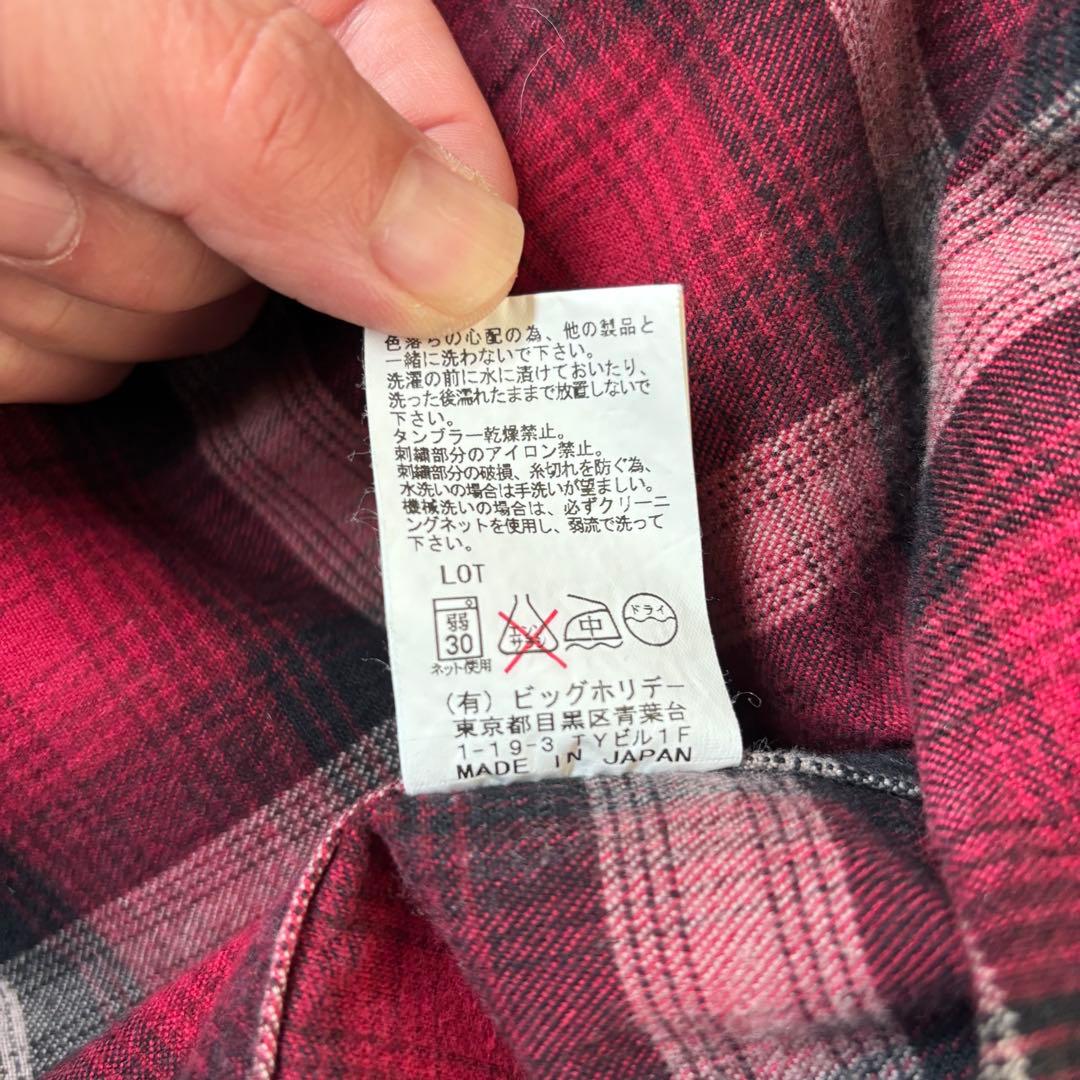 色落ちの心配の為、他の製品と
一緒に洗わないで下さい。
洗濯の前に水に漬けておいたり、
洗った後濡れたままで放置しないで
下さい。
タンブラー乾燥禁止。
刺繍部分のアイロン禁止。
刺繍部分の破損、糸切れを防ぐ為、
水洗いの場合は手洗いが望ましい。
機械洗いの場合は、必ずクリーニ
ングネットを使用し、弱流で洗って
下さい。
LOT
弱
30
ネット使用
エンソ
サラシ
中
ドライ
(有) ビッグホリデー
東京都目黒区青葉台
1-19-3 TYビル1F
MADE IN JAPAN